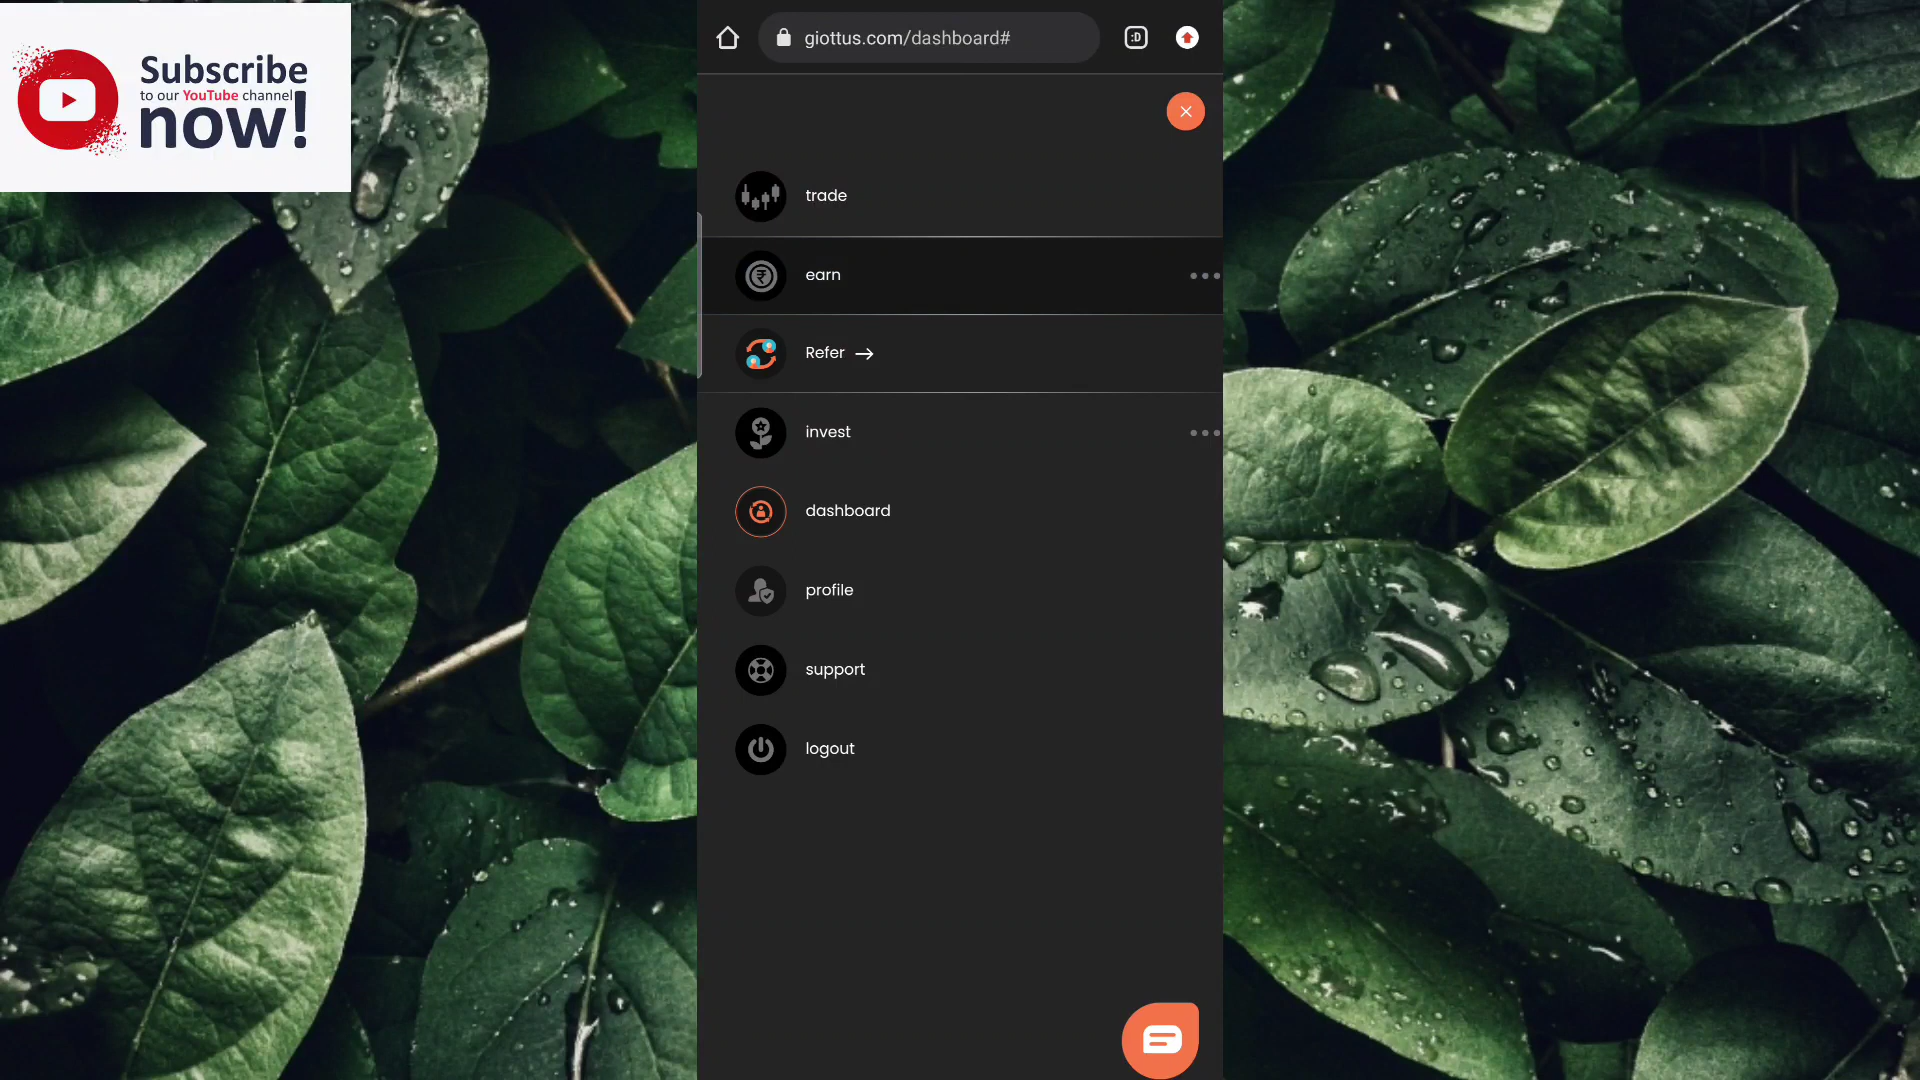 Subscribe
to our YouTube channel
now!
giottus.com/dashboard#
:D
trade
earn
Refer →
invest
dashboard
profile
support
logout